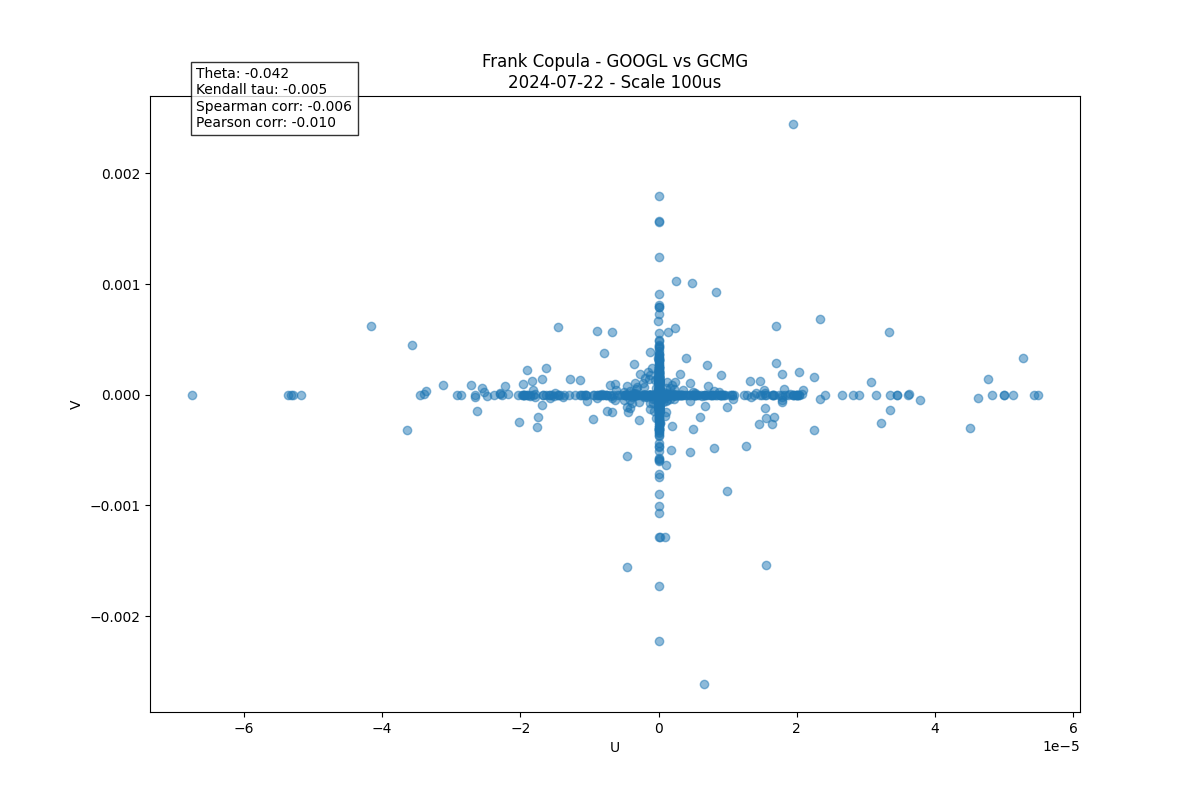 Frank Copula - GOOGL vs GCMG
2024-07-22 - Scale 100us
Theta: -0.042
Kendall tau: -0.005
Spearman corr: -0.006
Pearson corr: -0.010
0.002
0.001
0.000
−0.001
−0.002
V
−6
−4
−2
0
2
4
6
1e−5
U